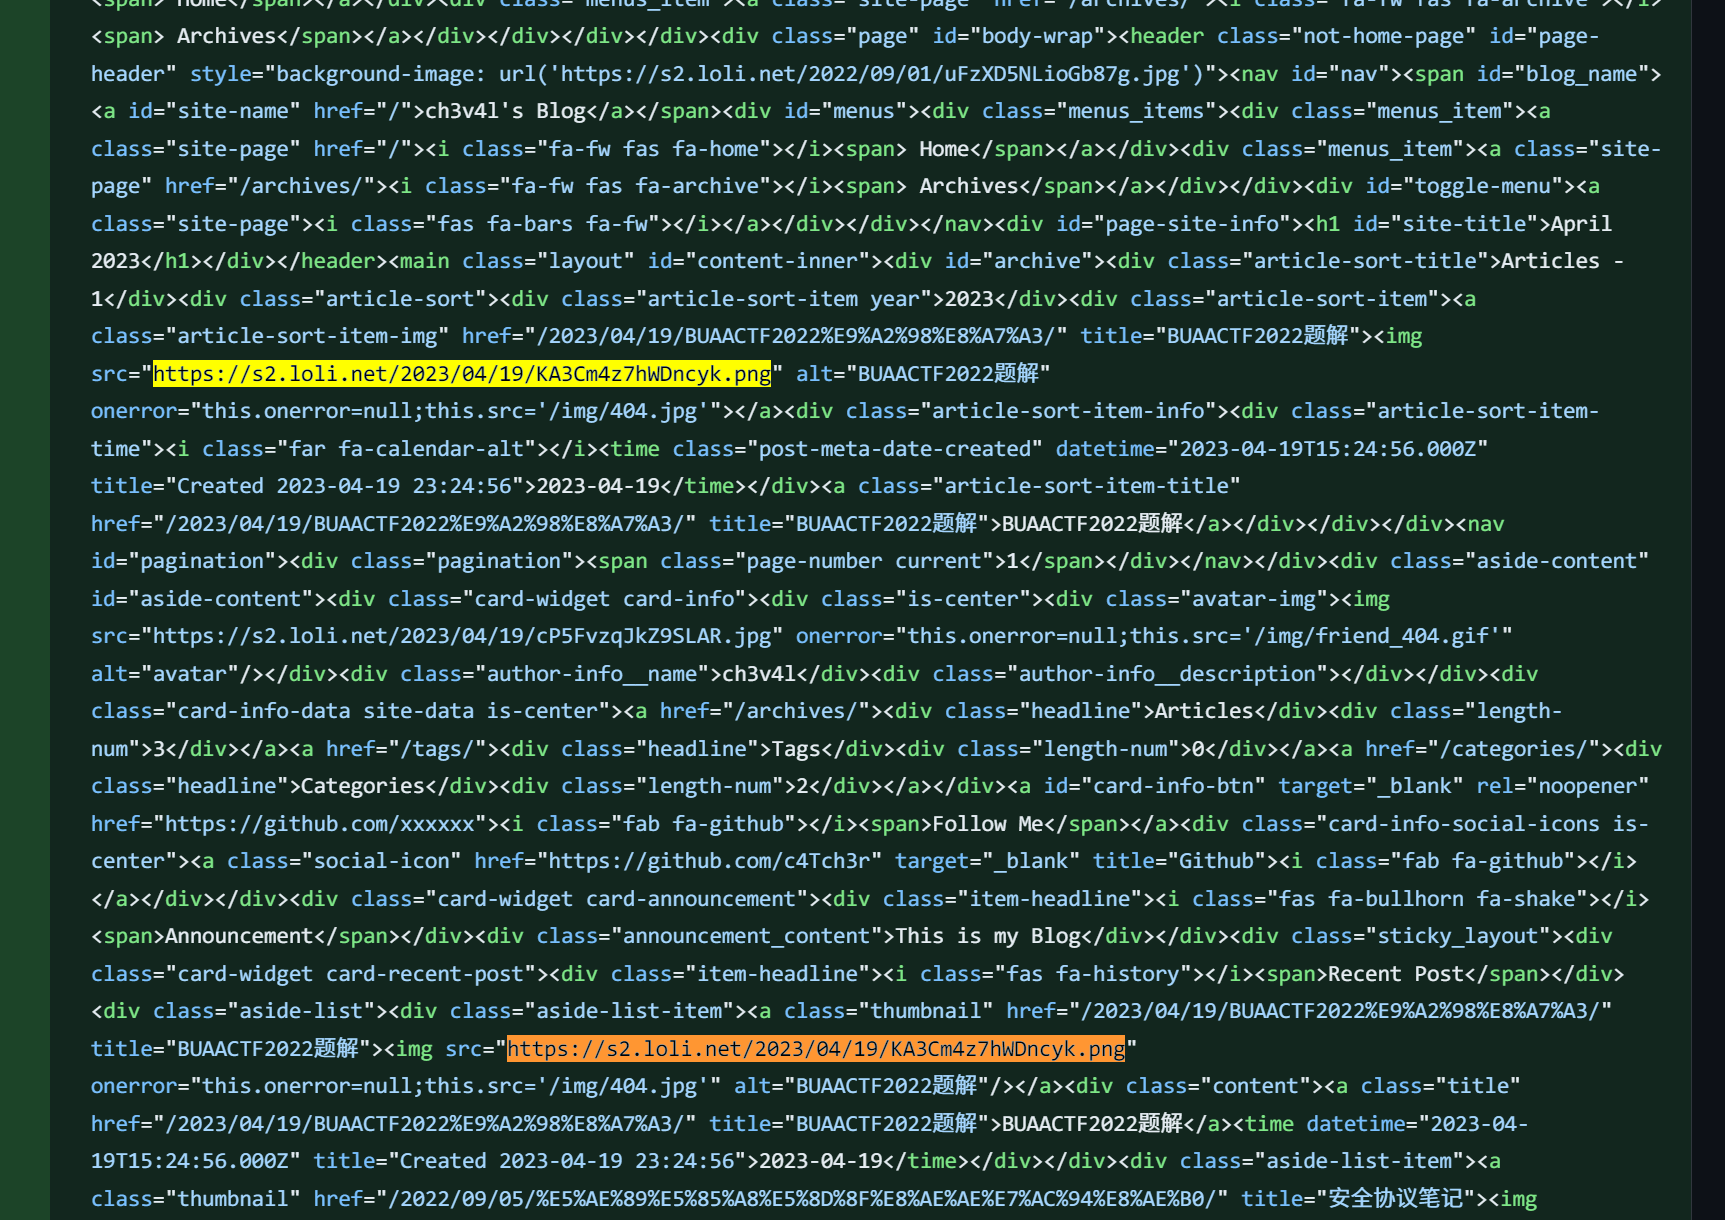 <span> Home</span></a></div><div class="menus_item"><a class="site-page" href="/archives/"><i class="fa-fw fas fa-archive"></i>
<span> Archives</span></a></div></div></div></div><div class="page" id="body-wrap"><header class="not-home-page" id="page-
header" style="background-image: url('https://s2.loli.net/2022/09/01/uFzXD5NLioGb87g.jpg')"><nav id="nav"><span id="blog_name">
<a id="site-name" href="/">ch3v4l's Blog</a></span><div id="menus"><div class="menus_items"><div class="menus_item"><a
class="site-page" href="/"><i class="fa-fw fas fa-home"></i><span> Home</span></a></div><div class="menus_item"><a class="site-
page" href="/archives/"><i class="fa-fw fas fa-archive"></i><span> Archives</span></a></div></div><div id="toggle-menu"><a
class="site-page"><i class="fas fa-bars fa-fw"></i></a></div></div></nav><div id="page-site-info"><h1 id="site-title">April
2023</h1></div></header><main class="layout" id="content-inner"><div id="archive"><div class="article-sort-title">Articles -
1</div><div class="article-sort"><div class="article-sort-item year">2023</div><div class="article-sort-item"><a
class="article-sort-item-img" href="/2023/04/19/BUAACTF2022%E9%A2%98%E8%A7%A3/" title="BUAACTF2022题解"><img
src="https://s2.loli.net/2023/04/19/KA3Cm4z7hWDncyk.png" alt="BUAACTF2022题解"
onerror="this.onerror=null;this.src='/img/404.jpg'"></a><div class="article-sort-item-info"><div class="article-sort-item-
time"><i class="far fa-calendar-alt"></i><time class="post-meta-date-created" datetime="2023-04-19T15:24:56.000Z"
title="Created 2023-04-19 23:24:56">2023-04-19</time></div><a class="article-sort-item-title"
href="/2023/04/19/BUAACTF2022%E9%A2%98%E8%A7%A3/" title="BUAACTF2022题解">BUAACTF2022题解</a></div></div></div><nav
id="pagination"><div class="pagination"><span class="page-number current">1</span></div></nav></div><div class="aside-content"
id="aside-content"><div class="card-widget card-info"><div class="is-center"><div class="avatar-img"><img
src="https://s2.loli.net/2023/04/19/cP5FvzqJkZ9SLAR.jpg" onerror="this.onerror=null;this.src='/img/friend_404.gif'"
alt="avatar"/></div><div class="author-info__name">ch3v4l</div><div class="author-info__description"></div></div><div
class="card-info-data site-data is-center"><a href="/archives/"><div class="headline">Articles</div><div class="length-
num">3</div></a><a href="/tags/"><div class="headline">Tags</div><div class="length-num">0</div></a><a href="/categories/"><div
class="headline">Categories</div><div class="length-num">2</div></a></div><a id="card-info-btn" target="_blank" rel="noopener"
href="https://github.com/xxxxxx"><i class="fab fa-github"></i><span>Follow Me</span></a><div class="card-info-social-icons is-
center"><a class="social-icon" href="https://github.com/c4Tch3r" target="_blank" title="Github"><i class="fab fa-github"></i>
</a></div></div><div class="card-widget card-announcement"><div class="item-headline"><i class="fas fa-bullhorn fa-shake"></i>
<span>Announcement</span></div><div class="announcement_content">This is my Blog</div></div><div class="sticky_layout"><div
class="card-widget card-recent-post"><div class="item-headline"><i class="fas fa-history"></i><span>Recent Post</span></div>
<div class="aside-list"><div class="aside-list-item"><a class="thumbnail" href="/2023/04/19/BUAACTF2022%E9%A2%98%E8%A7%A3/"
title="BUAACTF2022题解"><img src="https://s2.loli.net/2023/04/19/KA3Cm4z7hWDncyk.png"
onerror="this.onerror=null;this.src='/img/404.jpg'" alt="BUAACTF2022题解"/></a><div class="content"><a class="title"
href="/2023/04/19/BUAACTF2022%E9%A2%98%E8%A7%A3/" title="BUAACTF2022题解">BUAACTF2022题解</a><time datetime="2023-04-
19T15:24:56.000Z" title="Created 2023-04-19 23:24:56">2023-04-19</time></div></div><div class="aside-list-item"><a
class="thumbnail" href="/2022/09/05/%E5%AE%89%E5%85%A8%E5%8D%8F%E8%AE%AE%E7%AC%94%E8%AE%B0/" title="安全协议笔记"><img